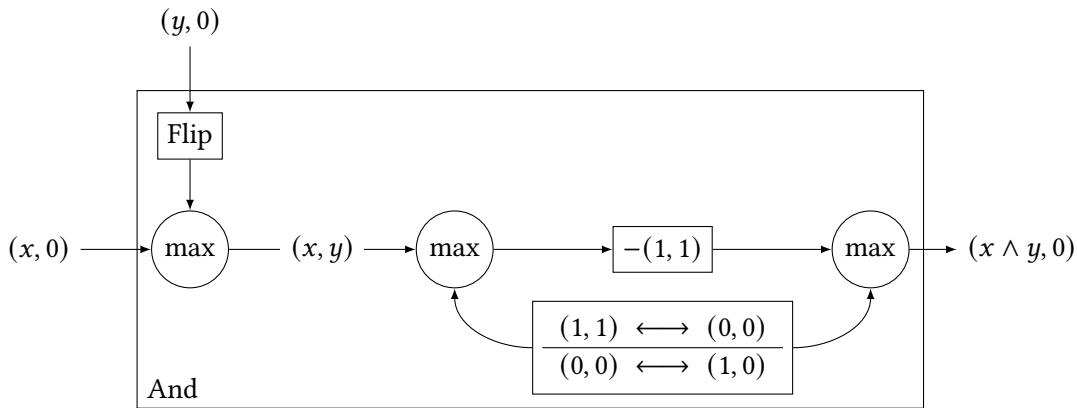 (y, 0)
Flip
(x, 0)
max
(x, y)
max
−(1, 1)
max
(x ∧ y, 0)
(1, 1) ⟷ (0, 0)
(0, 0) ⟷ (1, 0)
And